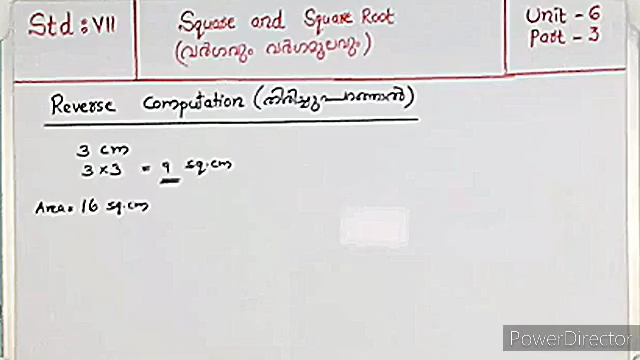 Std : VII
Square and Square Root
(വർഗവും വർഗമൂലവും)
Unit - 6
Part - 3
Reverse Computation (തിരിച്ചുപറഞ്ഞാൽ)
3 cm
3 × 3 = 9 sq.cm
Area = 16 sq.cm
PowerDirector